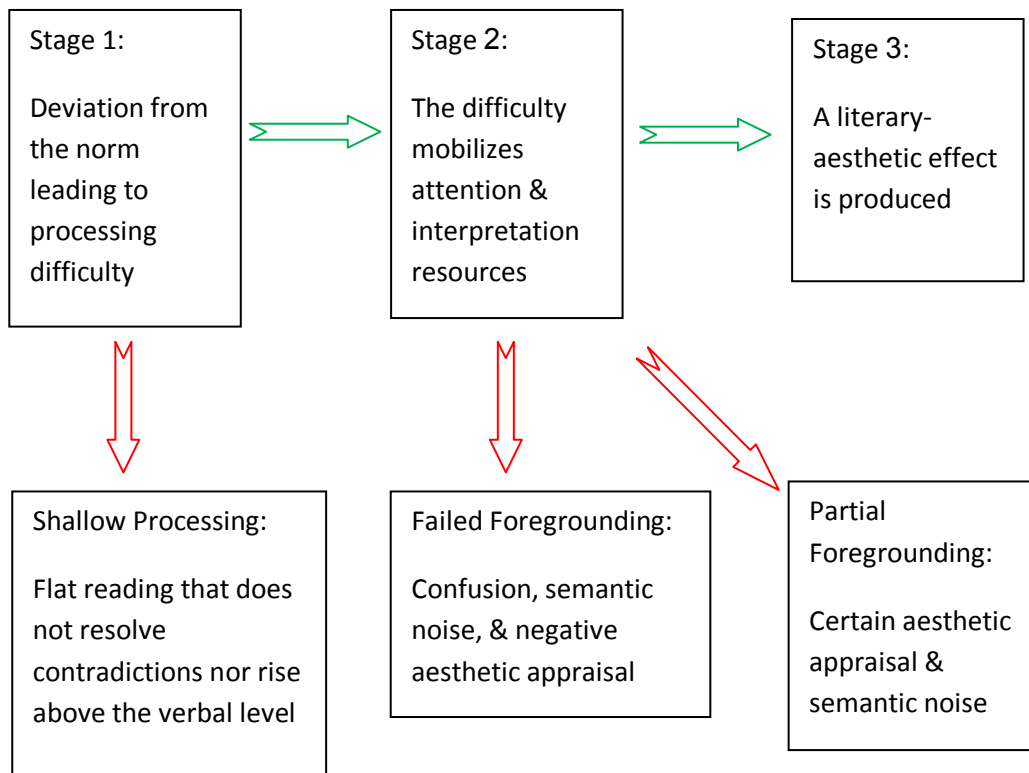 Stage 1:
Deviation from
the norm
leading to
processing
difficulty
Stage 2:
The difficulty
mobilizes
attention &
interpretation
resources
Stage 3:
A literary-
aesthetic effect
is produced
Shallow Processing:
Flat reading that does
not resolve
contradictions nor rise
above the verbal level
Failed Foregrounding:
Confusion, semantic
noise, & negative
aesthetic appraisal
Partial
Foregrounding:
Certain aesthetic
appraisal &
semantic noise